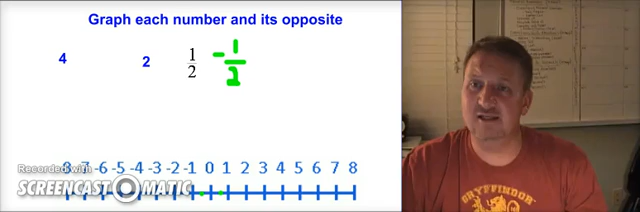 Graph each number and its opposite
4 2 1/2 -1/2
-8 -7 -6 -5 -4 -3 -2 -1 0 1 2 3 4 5 6 7 8
Recorded with
SCREENCAST-O-MATIC
GRYFFINDOR